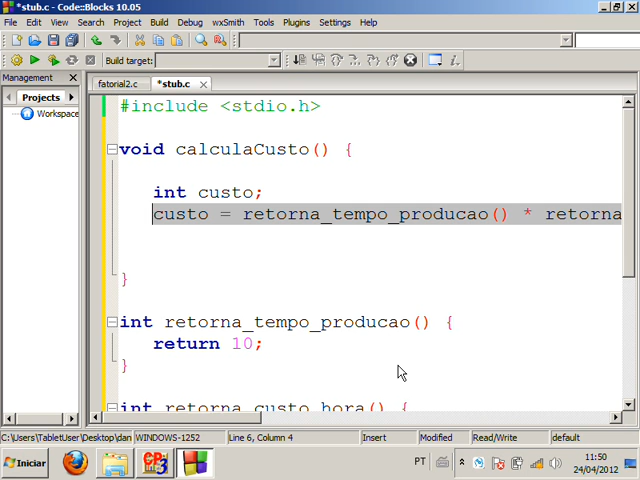 *stub.c - Code::Blocks 10.05
File Edit View Search Project Build Debug wxSmith Tools Plugins Settings Help
Build target:
Management
Projects
Workspace
fatorial2.c *stub.c
#include <stdio.h>
void calculaCusto() {
int custo;
custo = retorna_tempo_producao() * retorna
}
int retorna_tempo_producao() {
return 10;
}
int retorna_custo_hora() {
C:\Users\TabletUser\Desktop\dan WINDOWS-1252 Line 6, Column 4 Insert Modified Read/Write default
Iniciar PT 11:50
24/04/2012